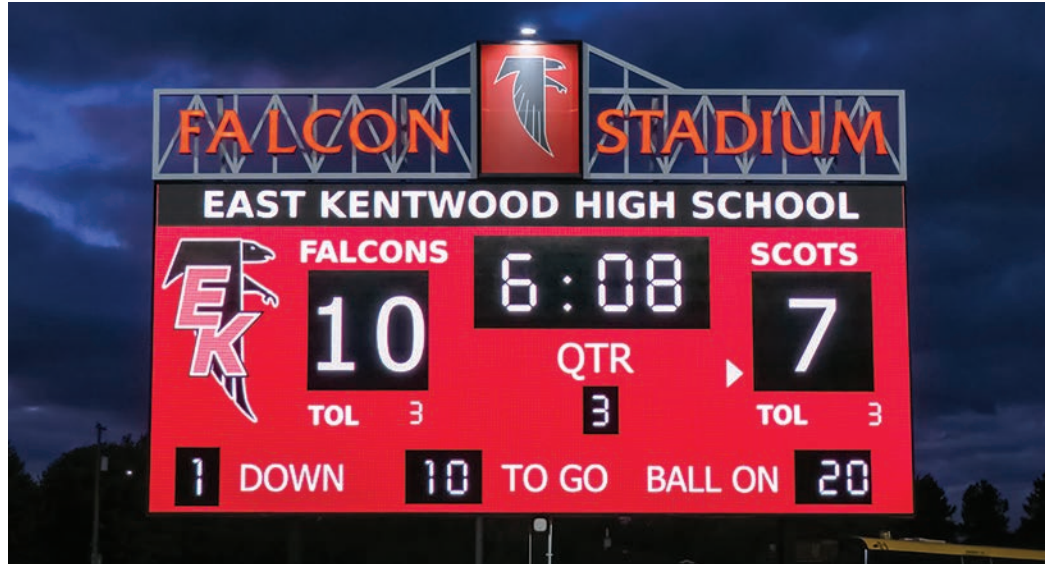 FALCON STADIUM
EAST KENTWOOD HIGH SCHOOL
FALCONS 6:08 SCOTS
EK 10 7
QTR
TOL 3 3 TOL 3
1 DOWN 10 TO GO BALL ON 20